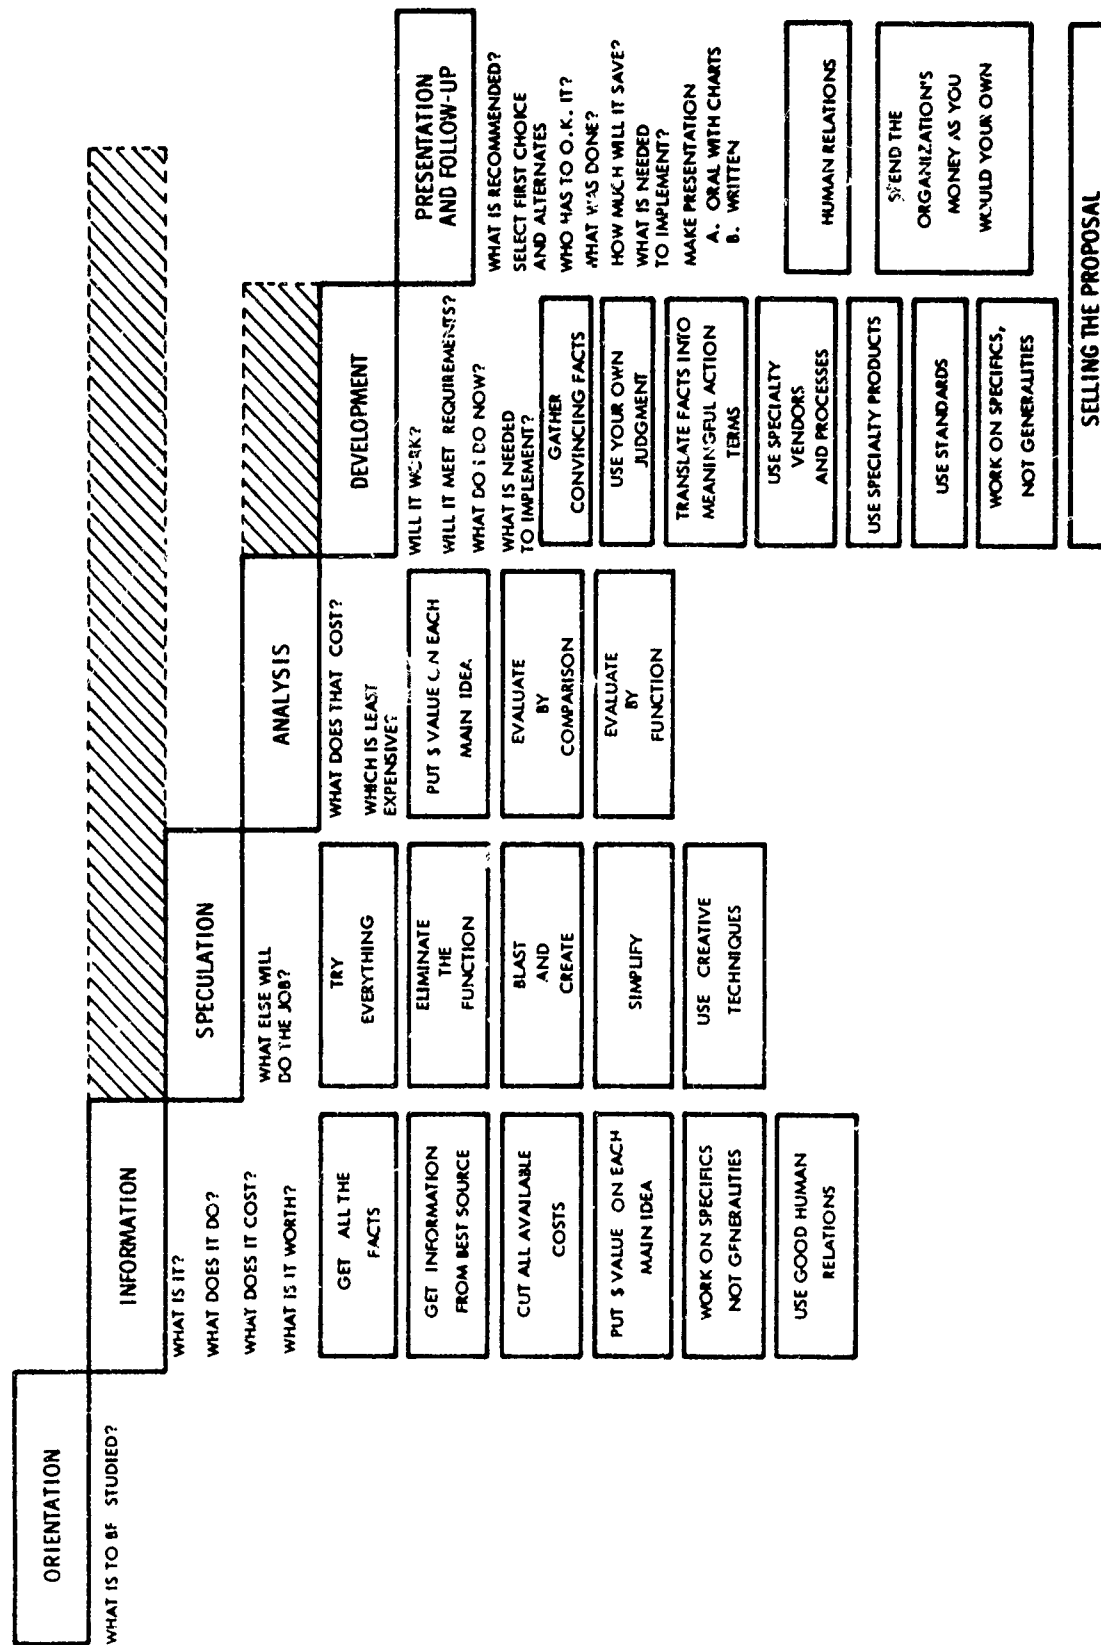 ORIENTATION
WHAT IS TO BE STUDIED?
INFORMATION
WHAT IS IT?
WHAT DOES IT DO?
WHAT DOES IT COST?
WHAT IS IT WORTH?
GET ALL THE
FACTS
GET INFORMATION
FROM BEST SOURCE
CUT ALL AVAILABLE
COSTS
PUT $ VALUE ON EACH
MAIN IDEA
WORK ON SPECIFICS
NOT GENERALITIES
USE GOOD HUMAN
RELATIONS
SPECULATION
WHAT ELSE WILL
DO THE JOB?
TRY
EVERYTHING
ELIMINATE
THE
FUNCTION
BLAST
AND
CREATE
SIMPLIFY
USE CREATIVE
TECHNIQUES
ANALYSIS
WHAT DOES THAT COST?
WHICH IS LEAST
EXPENSIVE?
PUT $ VALUE ON EACH
MAIN IDEA
EVALUATE
BY
COMPARISON
EVALUATE
BY
FUNCTION
DEVELOPMENT
WILL IT WORK?
WILL IT MEET REQUIREMENTS?
WHAT DO I DO NOW?
WHAT IS NEEDED
TO IMPLEMENT?
GATHER
CONVINCING FACTS
USE YOUR OWN
JUDGMENT
TRANSLATE FACTS INTO
MEANINGFUL ACTION
TERMS
USE SPECIALTY
VENDORS
AND PROCESSES
USE SPECIALTY PRODUCTS
USE STANDARDS
WORK ON SPECIFICS,
NOT GENERALITIES
PRESENTATION
AND FOLLOW-UP
WHAT IS RECOMMENDED?
SELECT FIRST CHOICE
AND ALTERNATES
WHO HAS TO O.K. IT?
WHAT WAS DONE?
HOW MUCH WILL IT SAVE?
WHAT IS NEEDED
TO IMPLEMENT?
MAKE PRESENTATION
A. ORAL WITH CHARTS
B. WRITTEN
HUMAN RELATIONS
SPEND THE
ORGANIZATION'S
MONEY AS YOU
WOULD YOUR OWN
SELLING THE PROPOSAL